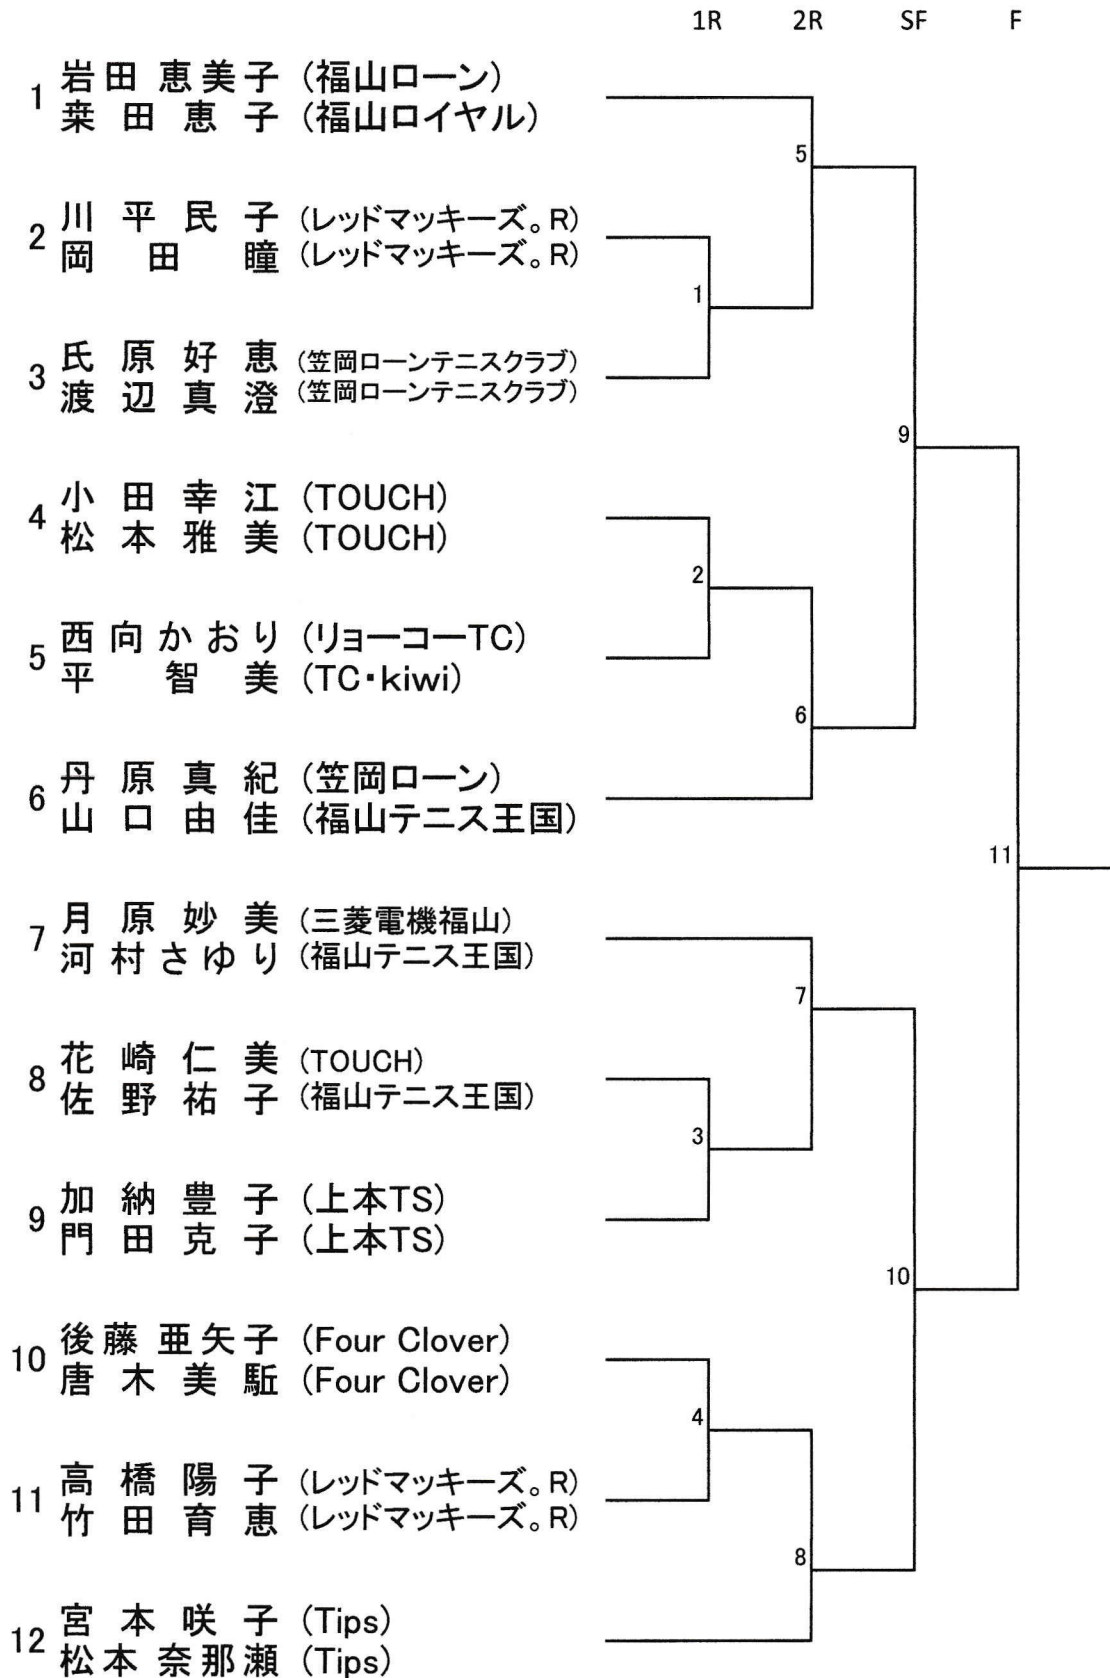 1R 2R SF F
1 岩田 恵美子 (福山ローン)
桒田恵子 (福山ロイヤル)
5
2 川平民子 (レッドマッキーズ。R)
岡田瞳 (レッドマッキーズ。R)
1
3 氏原好恵 (笠岡ローンテニスクラブ)
渡辺真澄 (笠岡ローンテニスクラブ)
9
4 小田幸江 (TOUCH)
松本雅美 (TOUCH)
2
5 西向かおり (リョーコーTC)
平智美 (TC・kiwi)
6
6 丹原真紀 (笠岡ローン)
山口由佳 (福山テニス王国)
11
7 月原妙美 (三菱電機福山)
河村さゆり (福山テニス王国)
7
8 花崎仁美 (TOUCH)
佐野祐子 (福山テニス王国)
3
9 加納豊子 (上本TS)
門田克子 (上本TS)
10
10 後藤 亜矢子 (Four Clover)
唐木美 (Four Clover)
4
11 高橋陽子 (レッドマッキーズ。R)
竹田育恵 (レッドマッキーズ。R)
8
12 宮本咲子 (Tips)
松本 奈那瀬 (Tips)